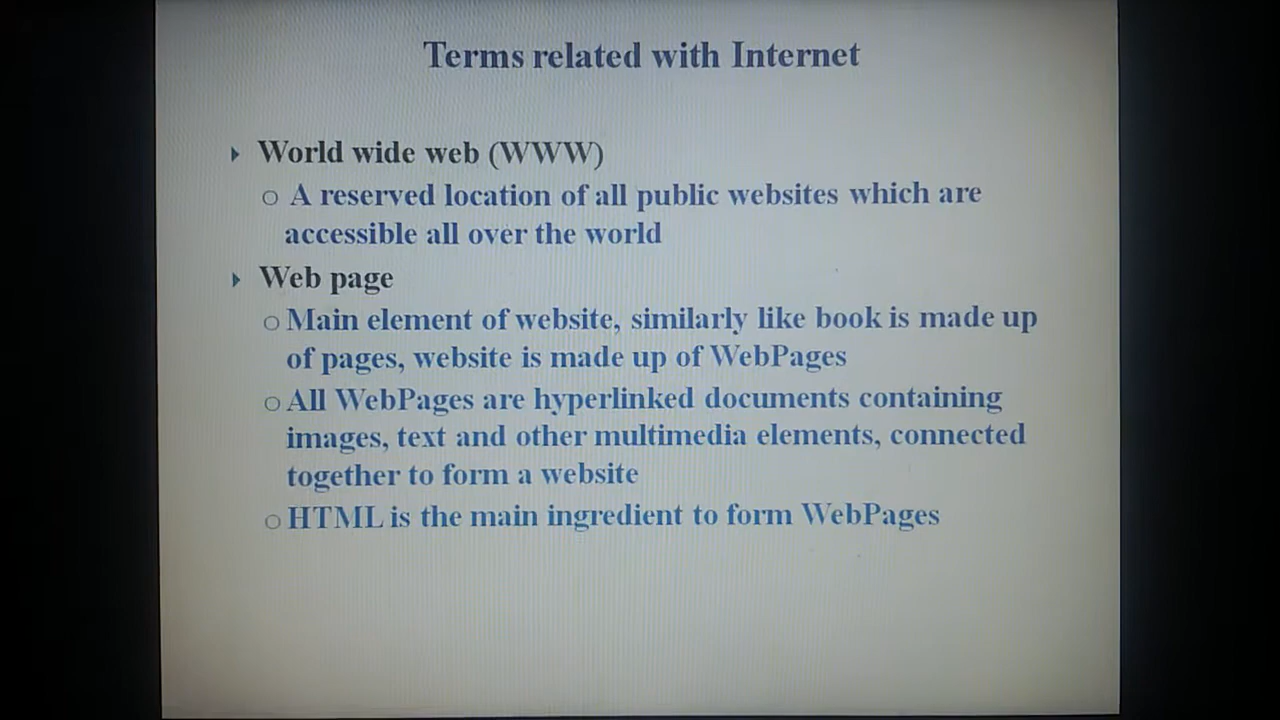 Terms related with Internet
World wide web (WWW)
A reserved location of all public websites which are
accessible all over the world
Web page
Main element of website, similarly like book is made up
of pages, website is made up of WebPages
All WebPages are hyperlinked documents containing
images, text and other multimedia elements, connected
together to form a website
HTML is the main ingredient to form WebPages